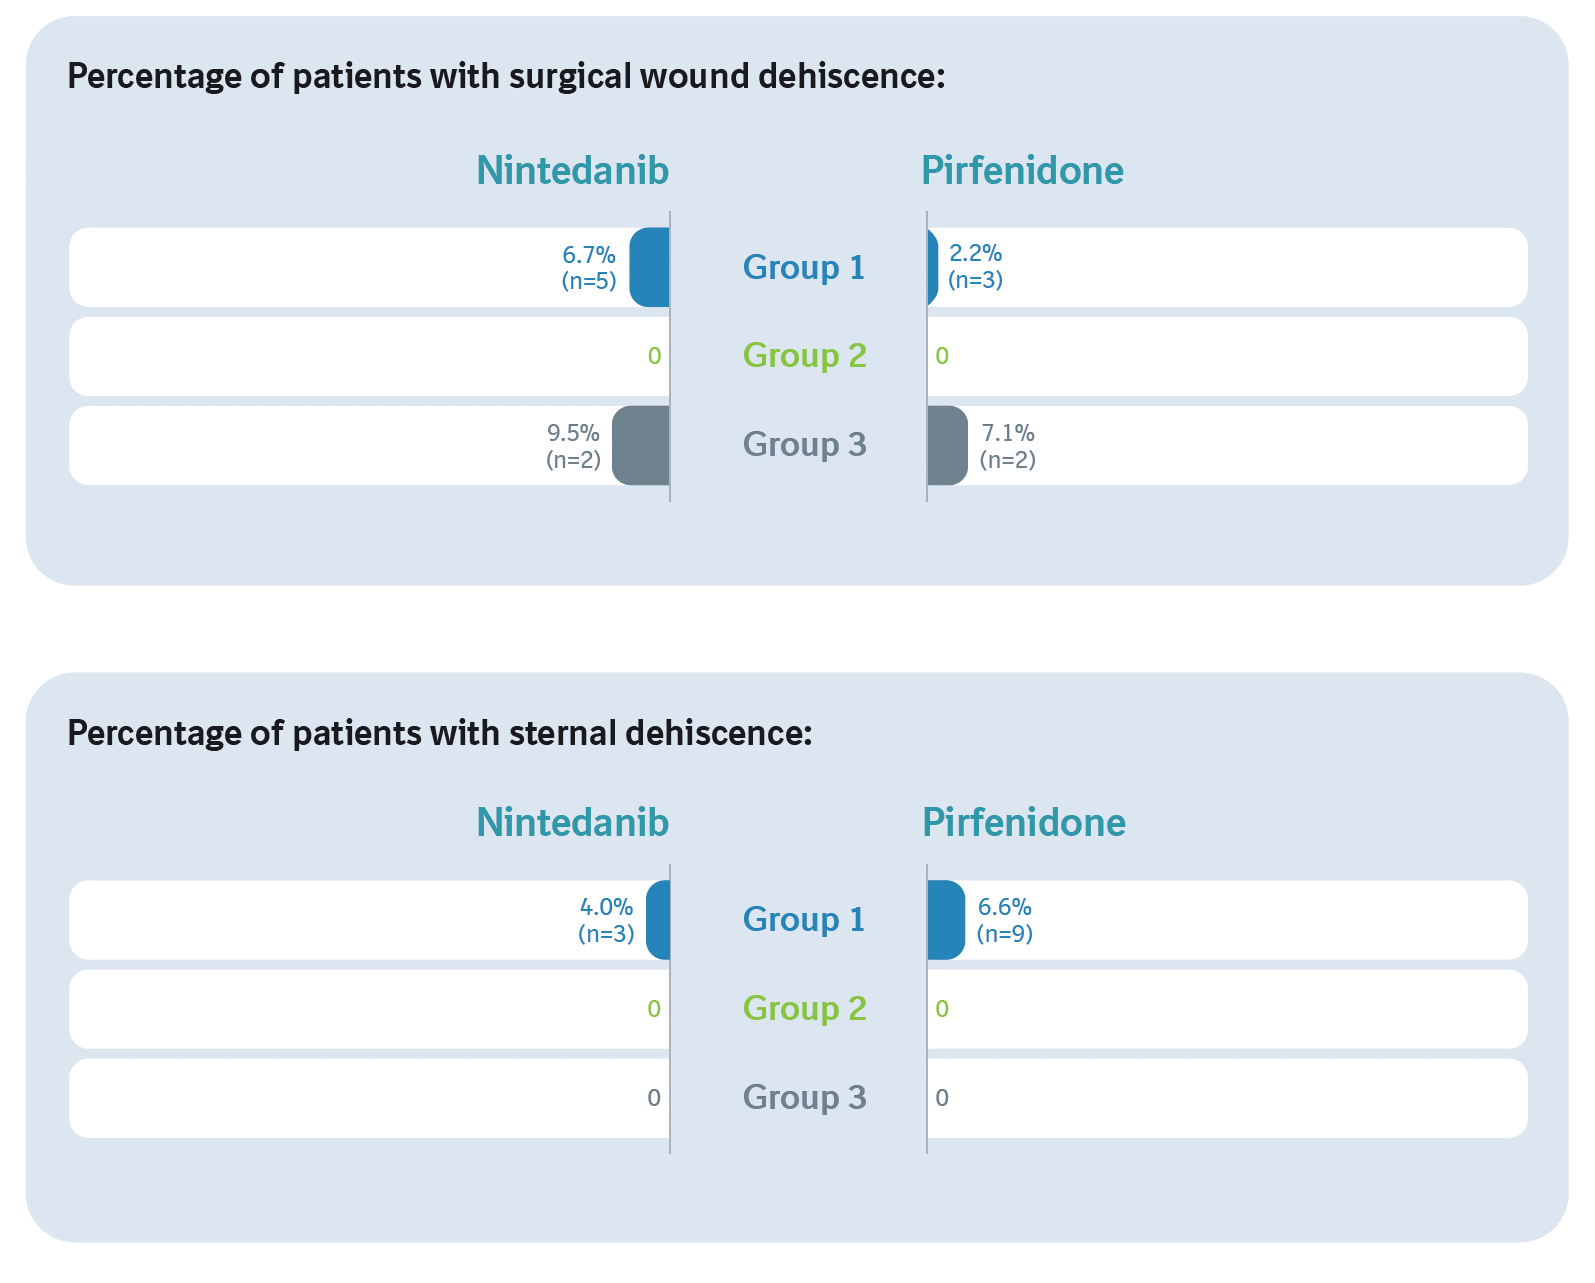 Percentage of patients with surgical wound dehiscence:
Nintedanib Pirfenidone
6.7% (n=5) Group 1 2.2% (n=3)
0 Group 2 0
9.5% (n=2) Group 3 7.1% (n=2)
Percentage of patients with sternal dehiscence:
Nintedanib Pirfenidone
4.0% (n=3) Group 1 6.6% (n=9)
0 Group 2 0
0 Group 3 0